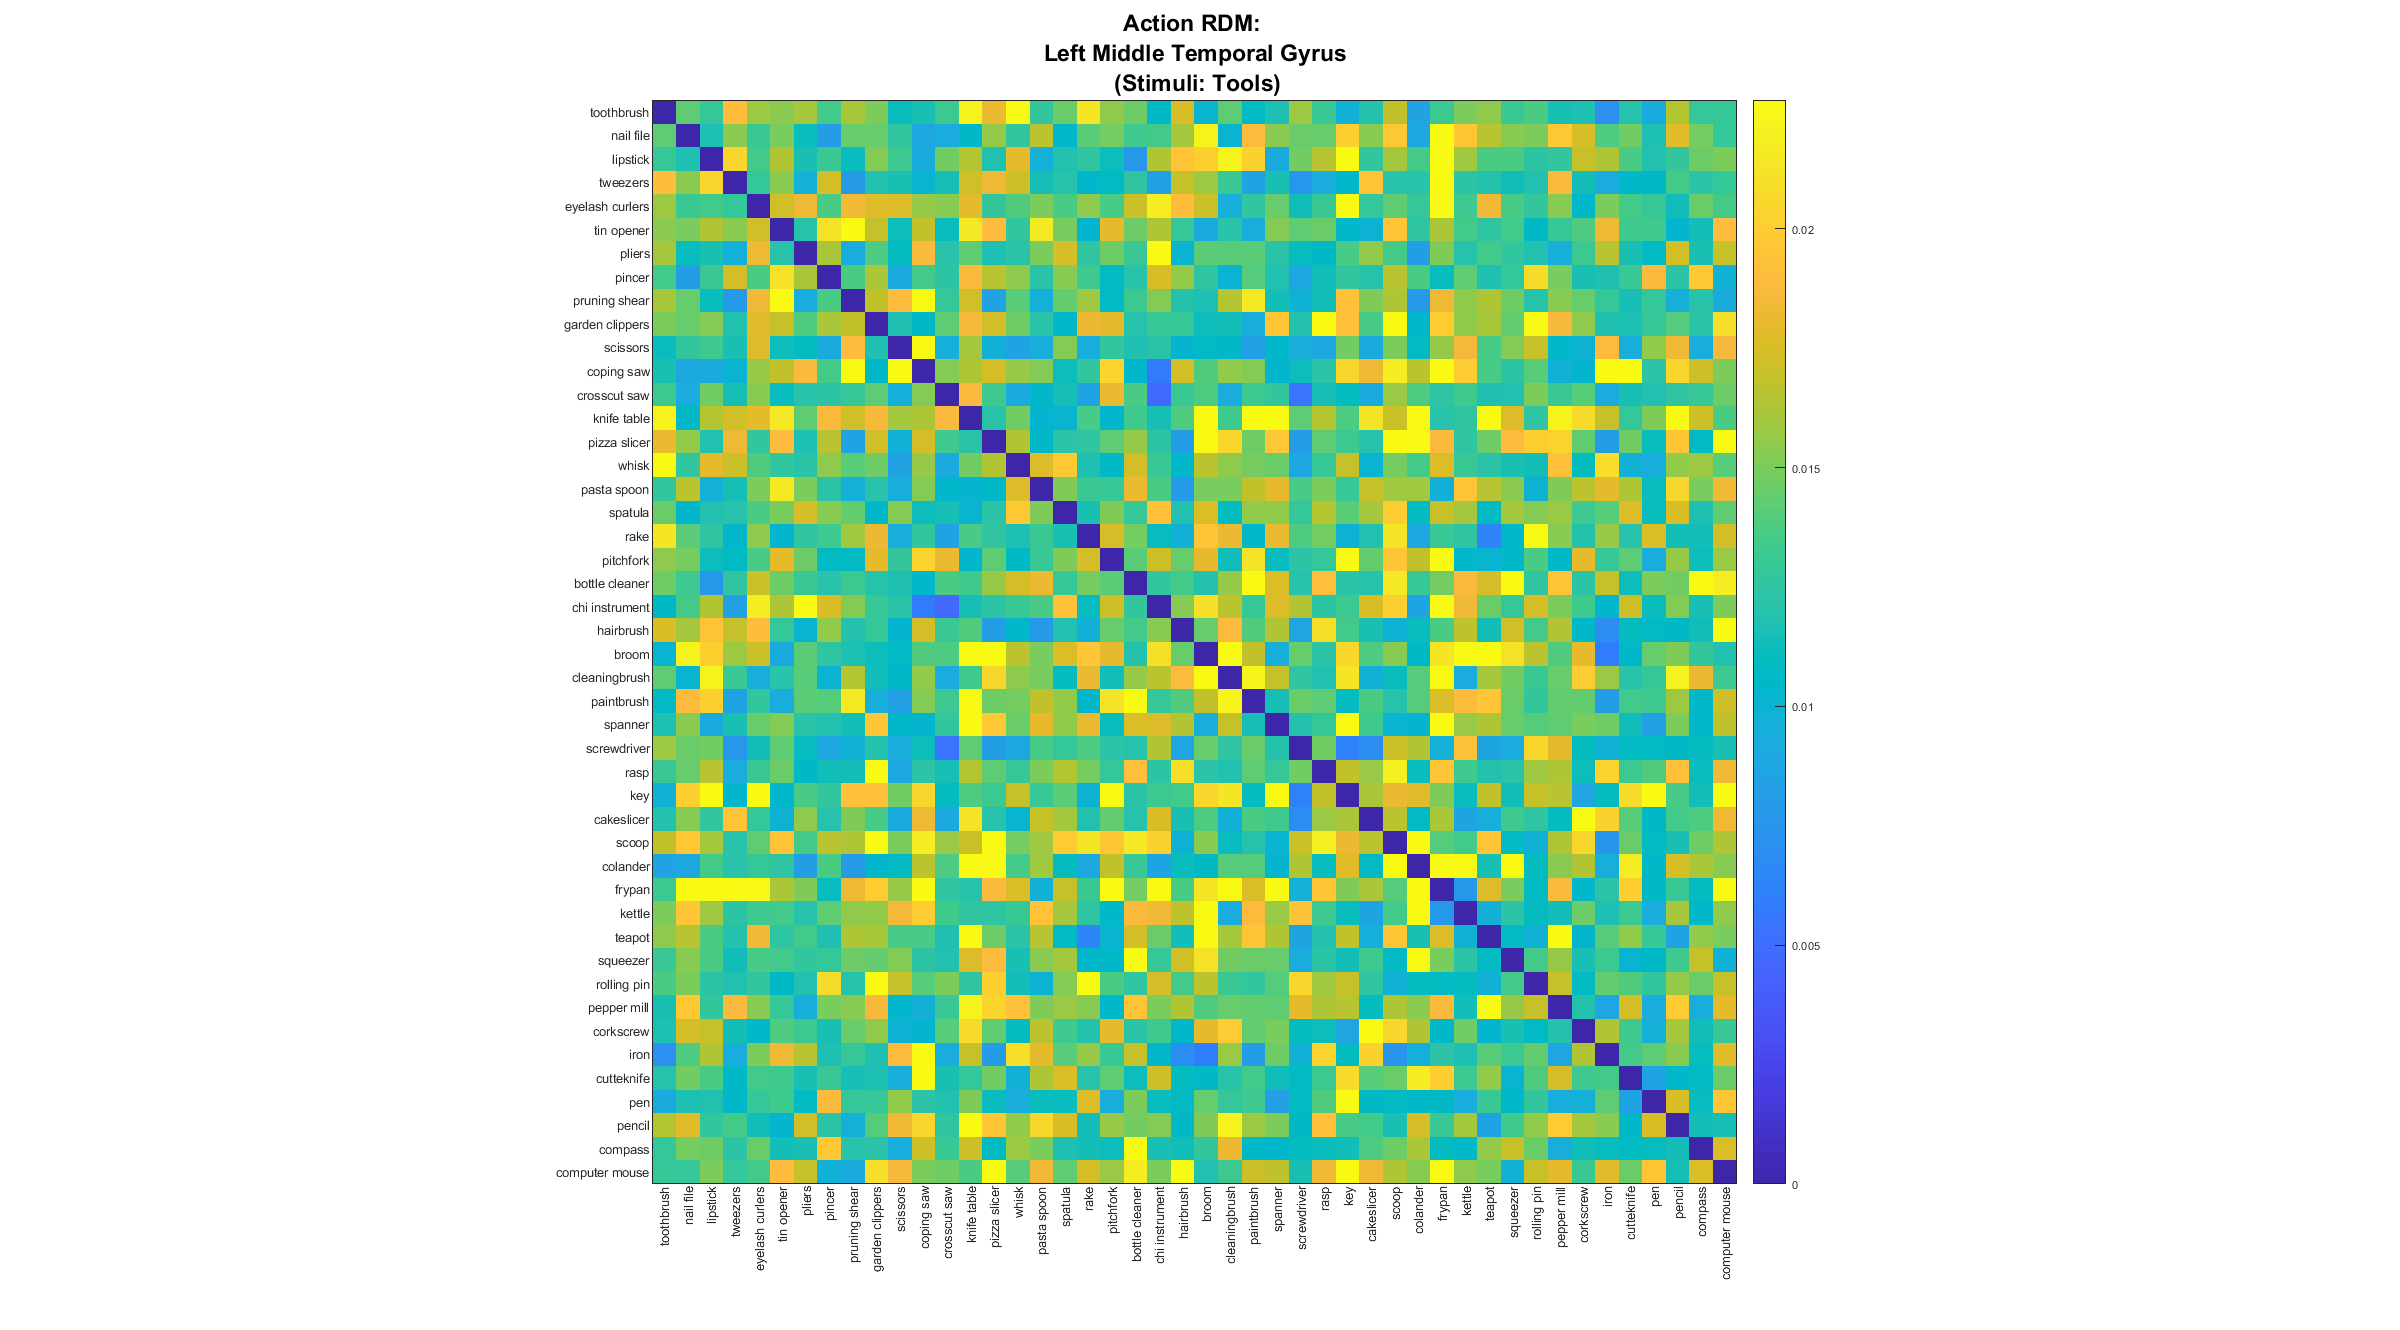 Action RDM:
Left Middle Temporal Gyrus
(Stimuli: Tools)
toothbrush
nail file
lipstick
tweezers
eyelash curlers
tin opener
pliers
pincer
pruning shear
garden clippers
scissors
coping saw
crosscut saw
knife table
pizza slicer
whisk
pasta spoon
spatula
rake
pitchfork
bottle cleaner
chi instrument
hairbrush
broom
cleaningbrush
paintbrush
spanner
screwdriver
rasp
key
cakeslicer
scoop
colander
frypan
kettle
teapot
squeezer
rolling pin
pepper mill
corkscrew
iron
cutteknife
pen
pencil
compass
computer mouse
toothbrush
nail file
lipstick
tweezers
eyelash curlers
tin opener
pliers
pincer
pruning shear
garden clippers
scissors
coping saw
crosscut saw
knife table
pizza slicer
whisk
pasta spoon
spatula
rake
pitchfork
bottle cleaner
chi instrument
hairbrush
broom
cleaningbrush
paintbrush
spanner
screwdriver
rasp
key
cakeslicer
scoop
colander
frypan
kettle
teapot
squeezer
rolling pin
pepper mill
corkscrew
iron
cutteknife
pen
pencil
compass
computer mouse
0.02
0.015
0.01
0.005
0